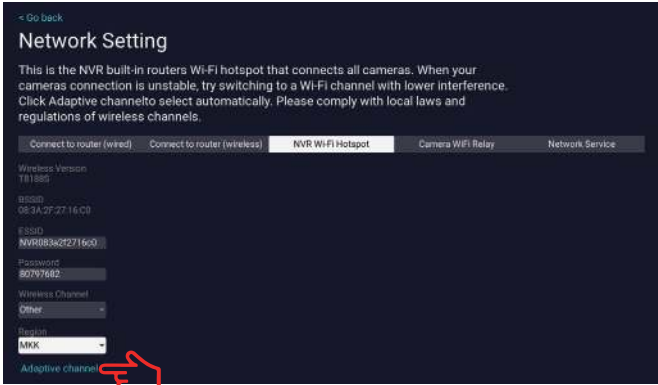 < Go back
Network Setting
This is the NVR built-in routers Wi-Fi hotspot that connects all cameras. When your
cameras connection is unstable, try switching to a Wi-Fi channel with lower interference.
Click Adaptive channelto select automatically. Please comply with local laws and
regulations of wireless channels.
Connect to router (wired) Connect to router (wireless) NVR Wi-Fi Hotspot Camera WiFi Relay Network Service
Wireless Version
T8188S
BSSID
08:3A:2F:27:16:C0
ESSID
NVR083a2f2716c0
Password
80797682
Wireless Channel
Other
Region
MKK
Adaptive channel